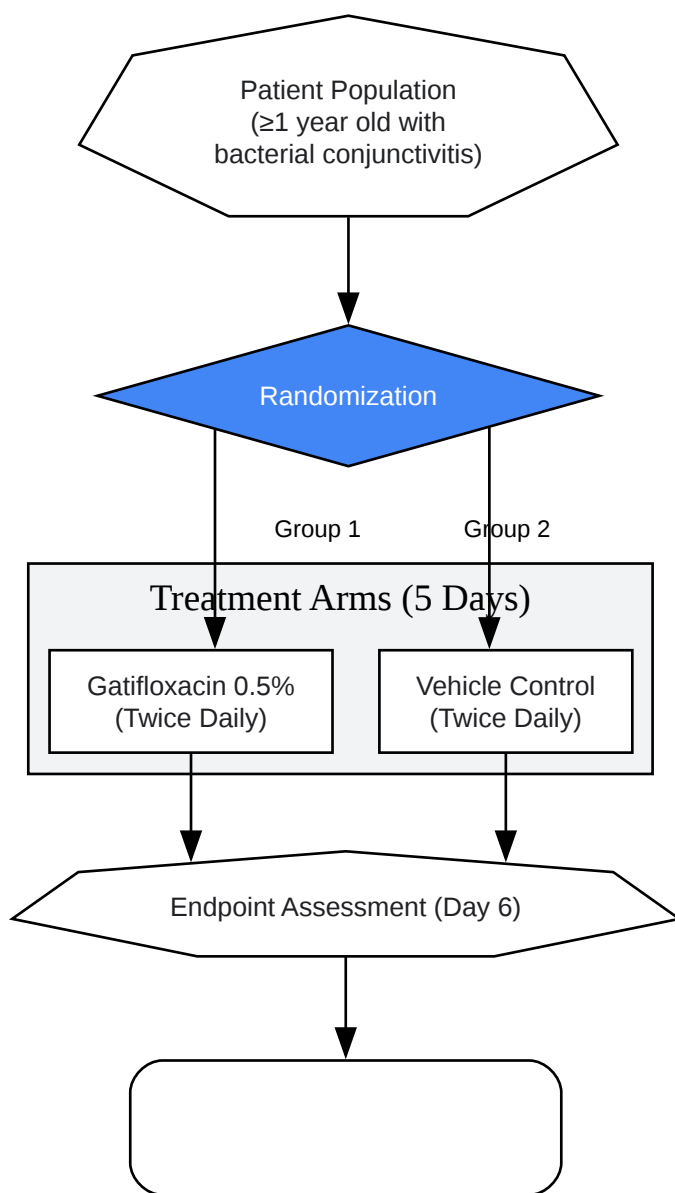 Patient Population
(≥1 year old with
bacterial conjunctivitis)
Randomization
Group 1
Group 2
Treatment Arms (5 Days)
Gatifloxacin 0.5%
(Twice Daily)
Vehicle Control
(Twice Daily)
Endpoint Assessment (Day 6)